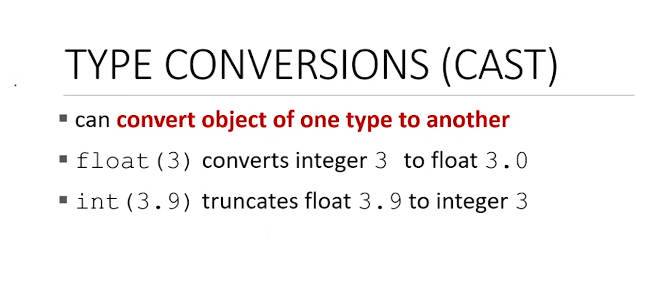 TYPE CONVERSIONS (CAST)
▪ can convert object of one type to another
▪ float(3) converts integer 3 to float 3.0
▪ int(3.9) truncates float 3.9 to integer 3